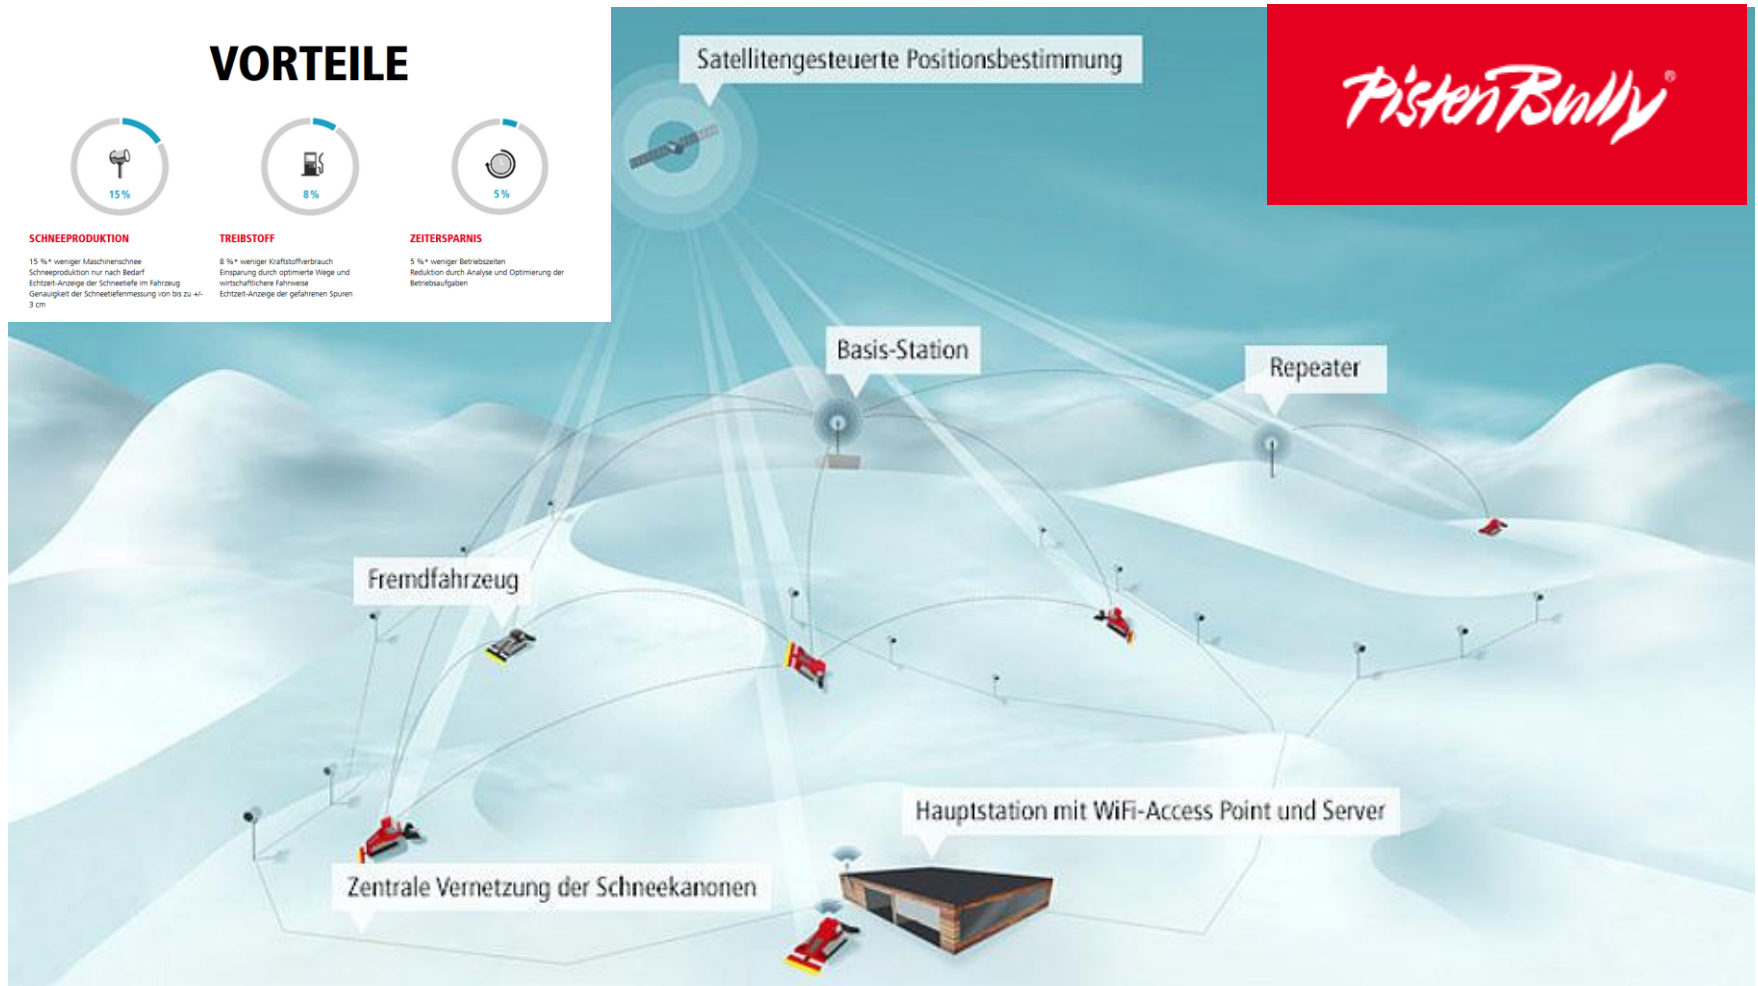 VORTEILE
15%
8%
5%
SCHNEEPRODUKTION
15 %* weniger Maschinenschnee
Schneeproduktion nur nach Bedarf
Echtzeit-Anzeige der Schneetiefe im Fahrzeug
Genauigkeit der Schneetiefenmessung von bis zu +/-
3 cm
TREIBSTOFF
8 %* weniger Kraftstoffverbrauch
Einsparung durch optimierte Wege und
wirtschaftlichere Fahrweise
Echtzeit-Anzeige der gefahrenen Spuren
ZEITERSPARNIS
5 %* weniger Betriebszeiten
Reduktion durch Analyse und Optimierung der
Betriebsaufgaben
Satellitengesteuerte Positionsbestimmung
PistenBully®
Basis-Station
Repeater
Fremdfahrzeug
Hauptstation mit WiFi-Access Point und Server
Zentrale Vernetzung der Schneekanonen